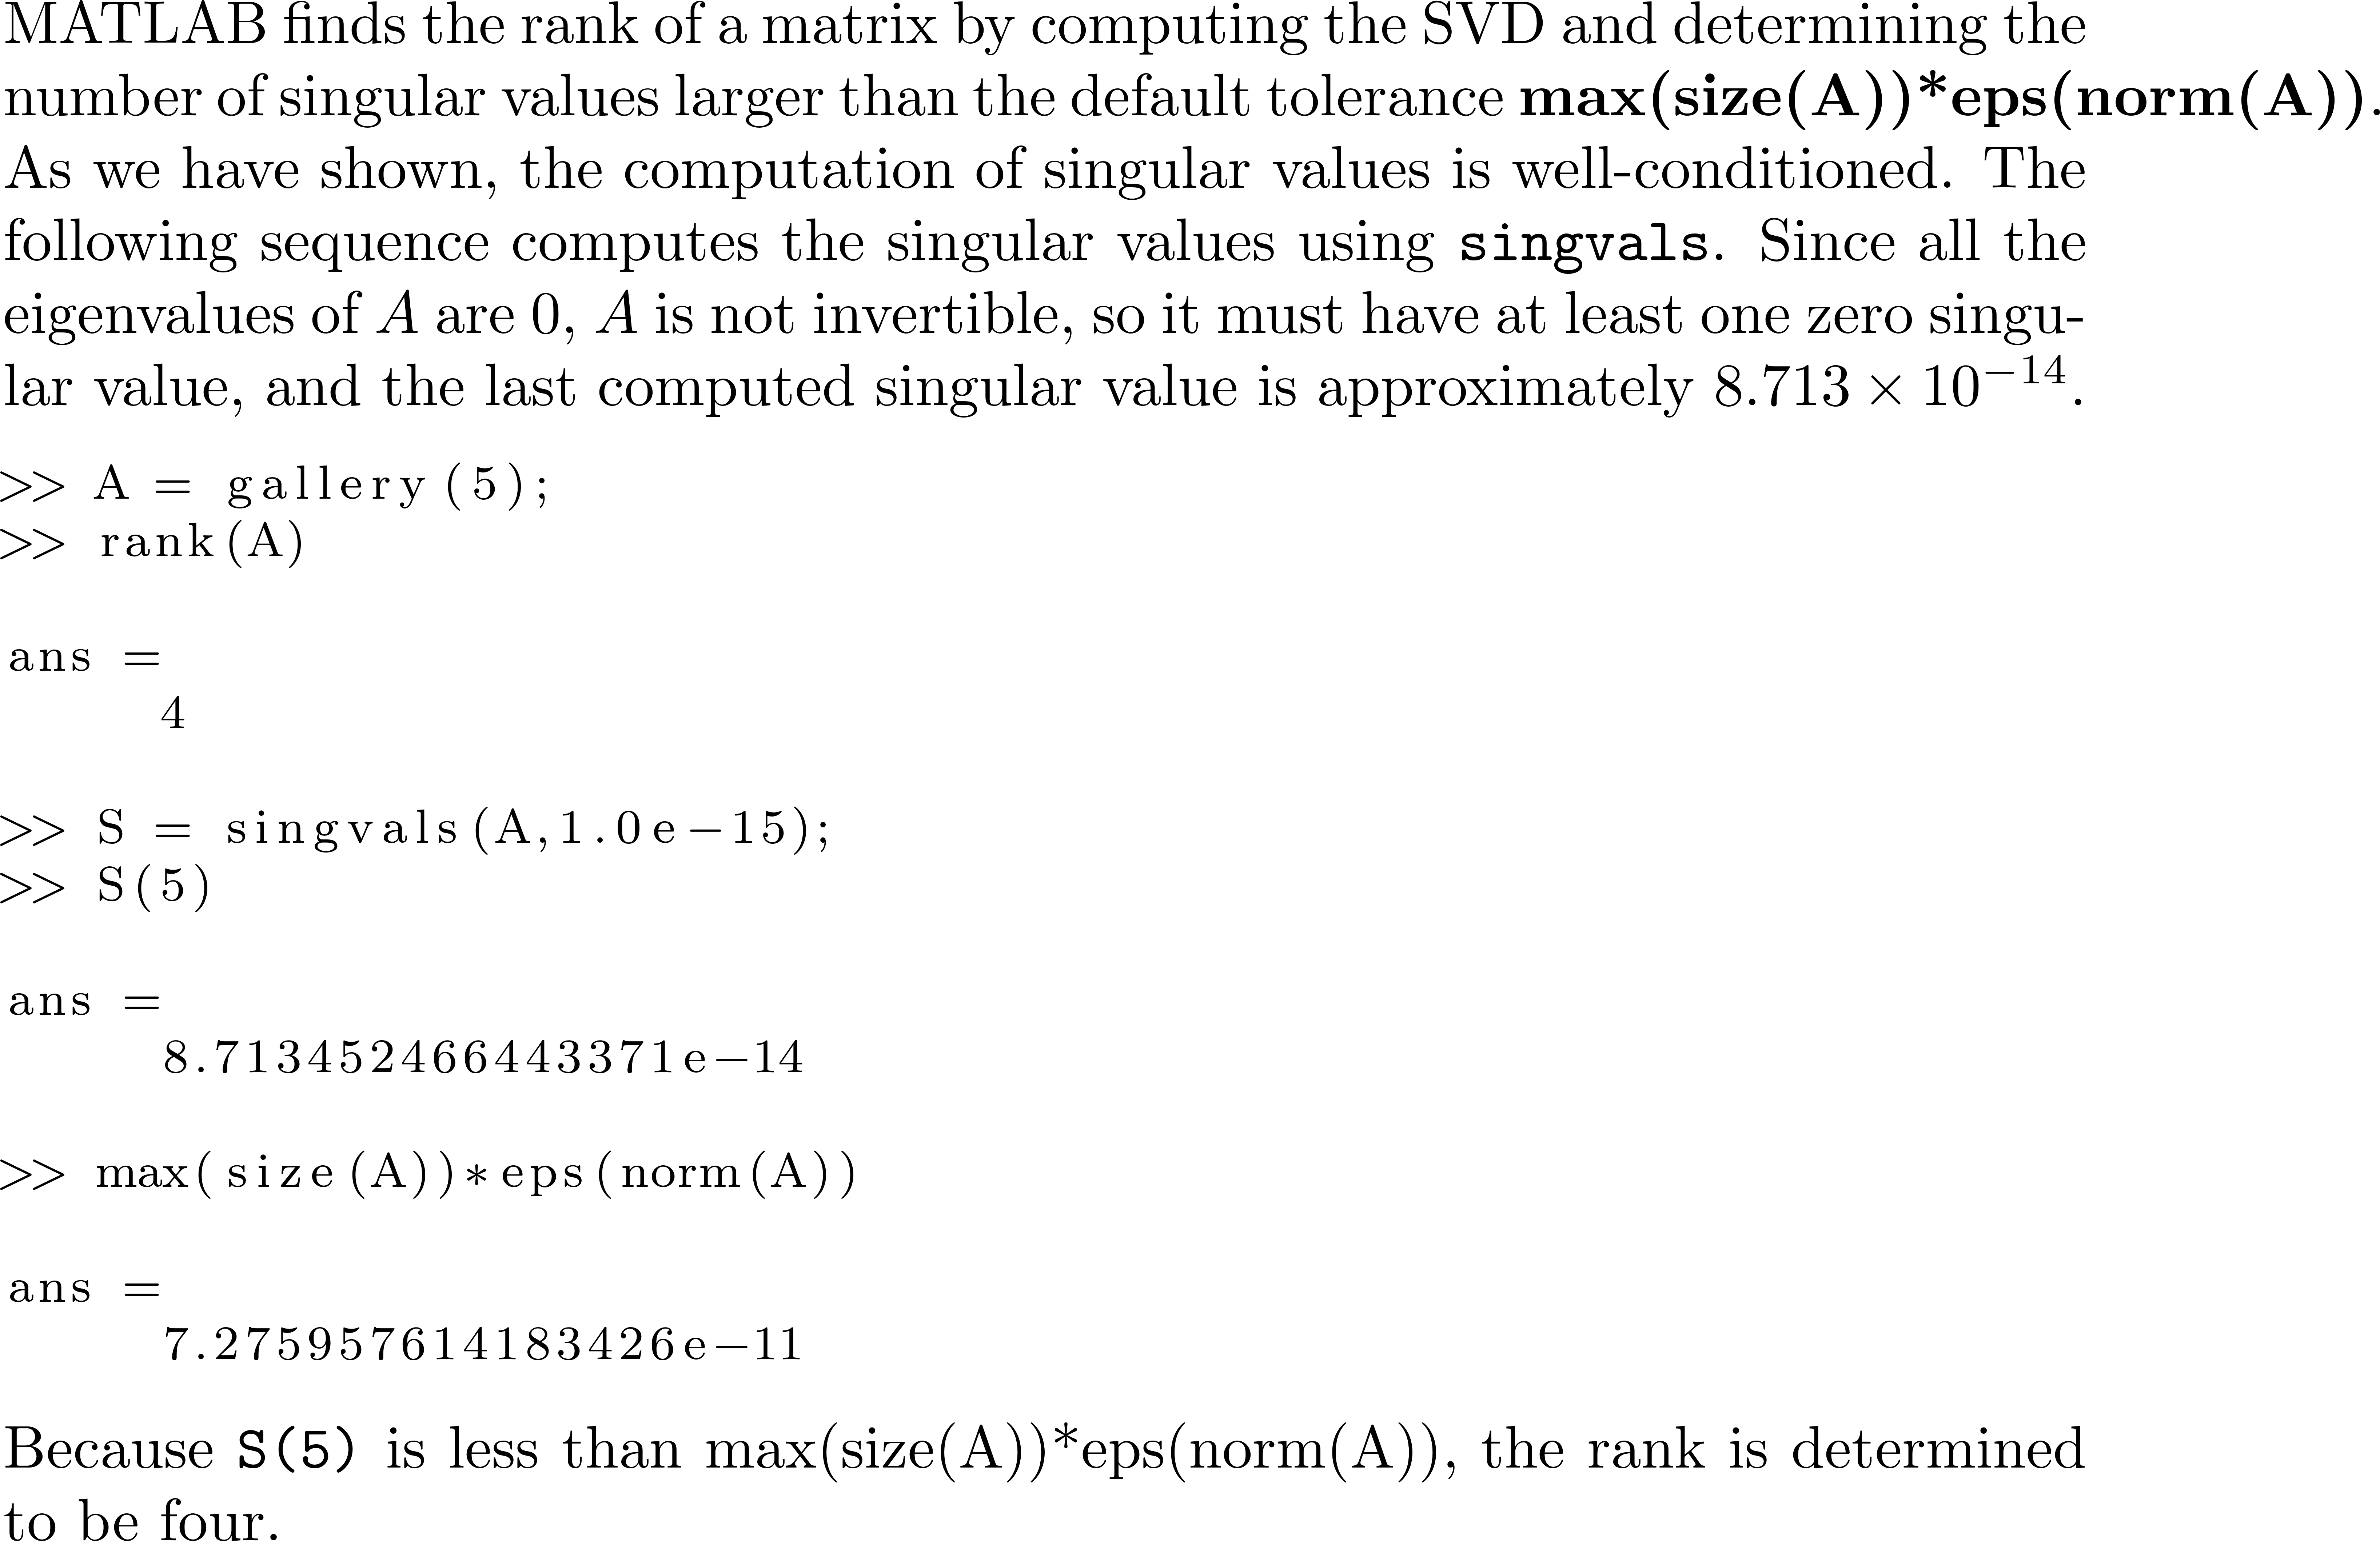 MATLAB finds the rank of a matrix by computing the SVD and determining the
number of singular values larger than the default tolerance max(size(A))*eps(norm(A)).
As we have shown, the computation of singular values is well-conditioned. The
following sequence computes the singular values using singvals. Since all the
eigenvalues of A are 0, A is not invertible, so it must have at least one zero singu-
lar value, and the last computed singular value is approximately 8.713 × 10⁻¹⁴.
>> A = gallery(5);
>> rank(A)
ans =
4
>> S = singvals(A,1.0e-15);
>> S(5)
ans =
8.713452466443371e-14
>> max(size(A))*eps(norm(A))
ans =
7.275957614183426e-11
Because S(5) is less than max(size(A))*eps(norm(A)), the rank is determined
to be four.